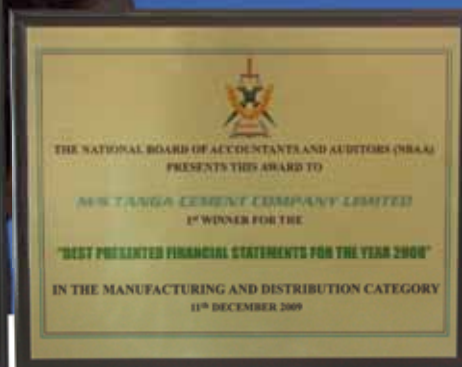 THE NATIONAL BOARD OF ACCOUNTANTS AND AUDITORS (NBAA)
PRESENTS THIS AWARD TO
M/S TANGA CEMENT COMPANY LIMITED
1ST WINNER FOR THE
"BEST PRESENTED FINANCIAL STATEMENTS FOR THE YEAR 2008"
IN THE MANUFACTURING AND DISTRIBUTION CATEGORY
11TH DECEMBER 2009